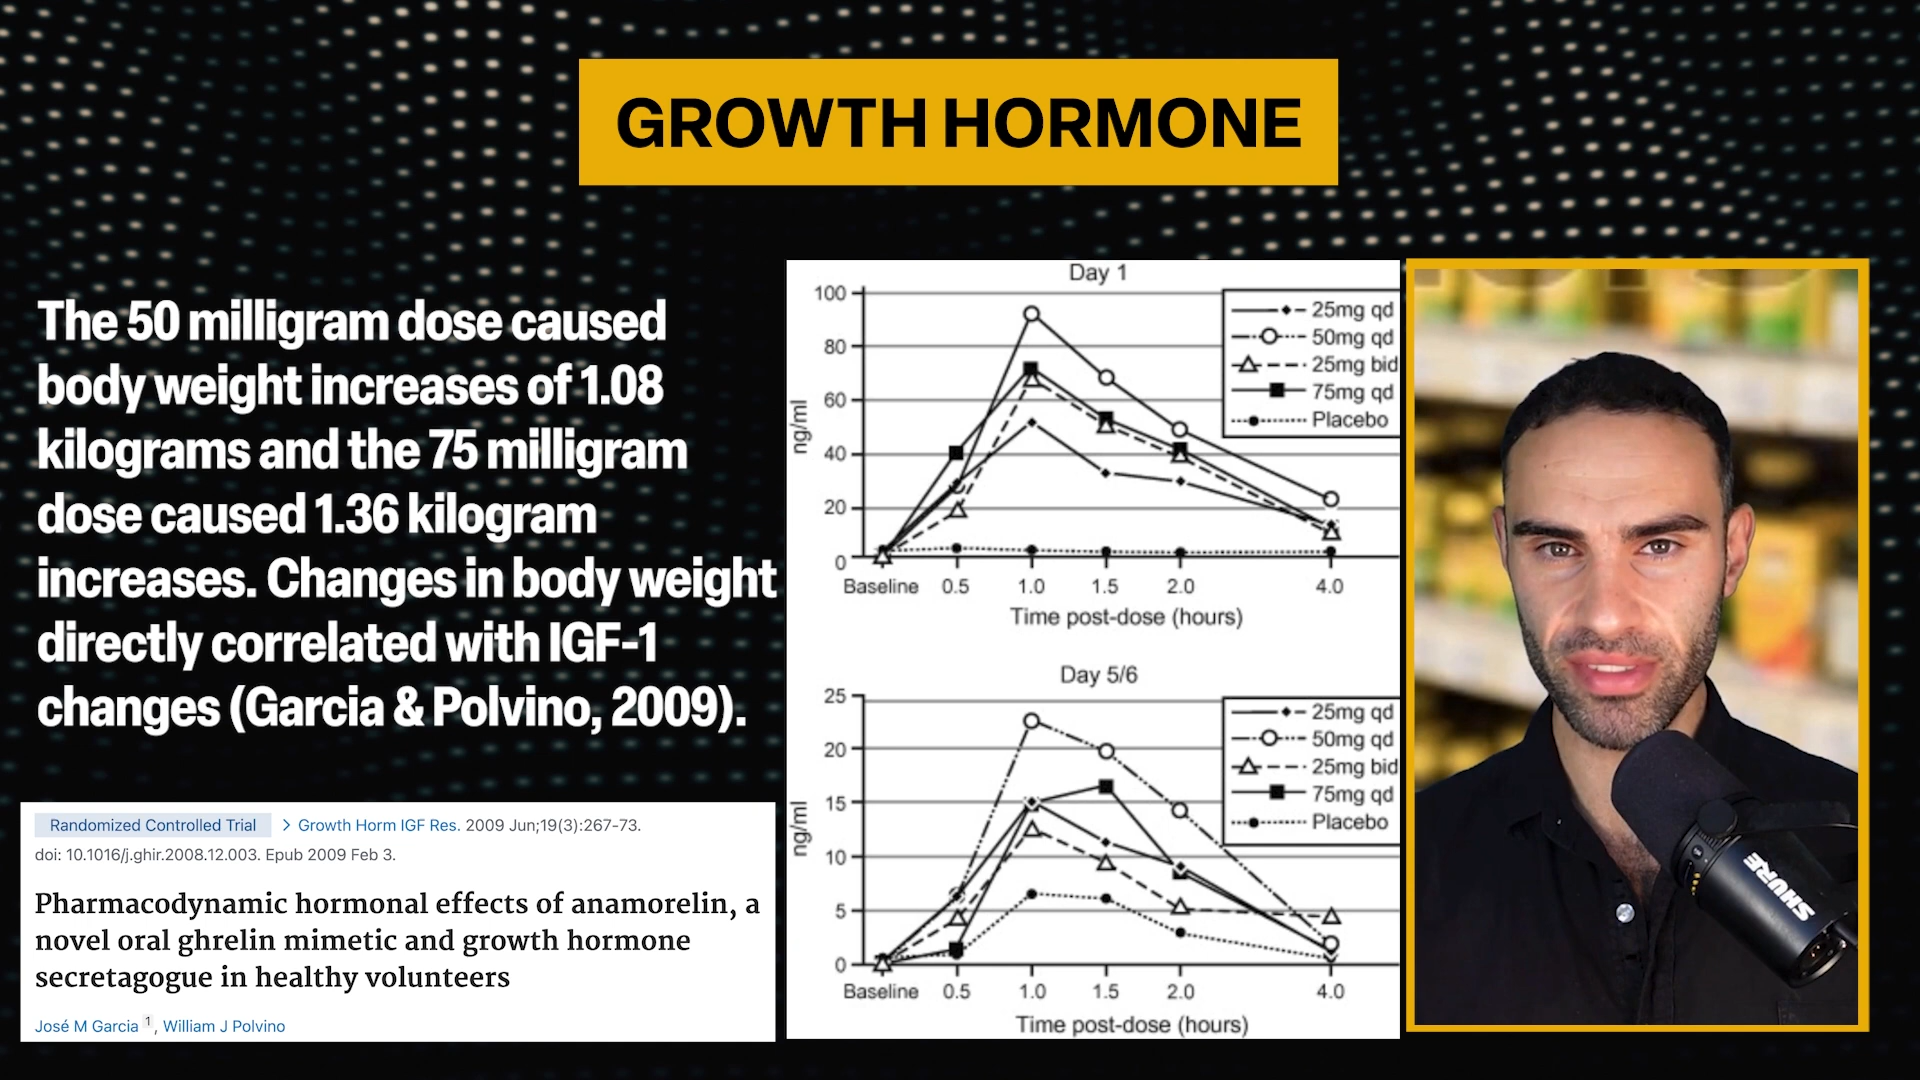 GROWTH HORMONE
The 50 milligram dose caused
body weight increases of 1.08
kilograms and the 75 milligram
dose caused 1.36 kilogram
increases. Changes in body weight
directly correlated with IGF-1
changes (Garcia & Polvino, 2009).
Randomized Controlled Trial > Growth Horm IGF Res. 2009 Jun;19(3):267-73.
doi: 10.1016/j.ghir.2008.12.003. Epub 2009 Feb 3.
Pharmacodynamic hormonal effects of anamorelin, a
novel oral ghrelin mimetic and growth hormone
secretagogue in healthy volunteers
José M Garcia 1, William J Polvino
Day 1
100
80
60
40
20
0
ng/ml
25mg qd
50mg qd
25mg bid
75mg qd
Placebo
Baseline 0.5 1.0 1.5 2.0 4.0
Time post-dose (hours)
Day 5/6
25
20
15
10
5
0
ng/ml
25mg qd
50mg qd
25mg bid
75mg qd
Placebo
Baseline 0.5 1.0 1.5 2.0 4.0
Time post-dose (hours)
SHURE